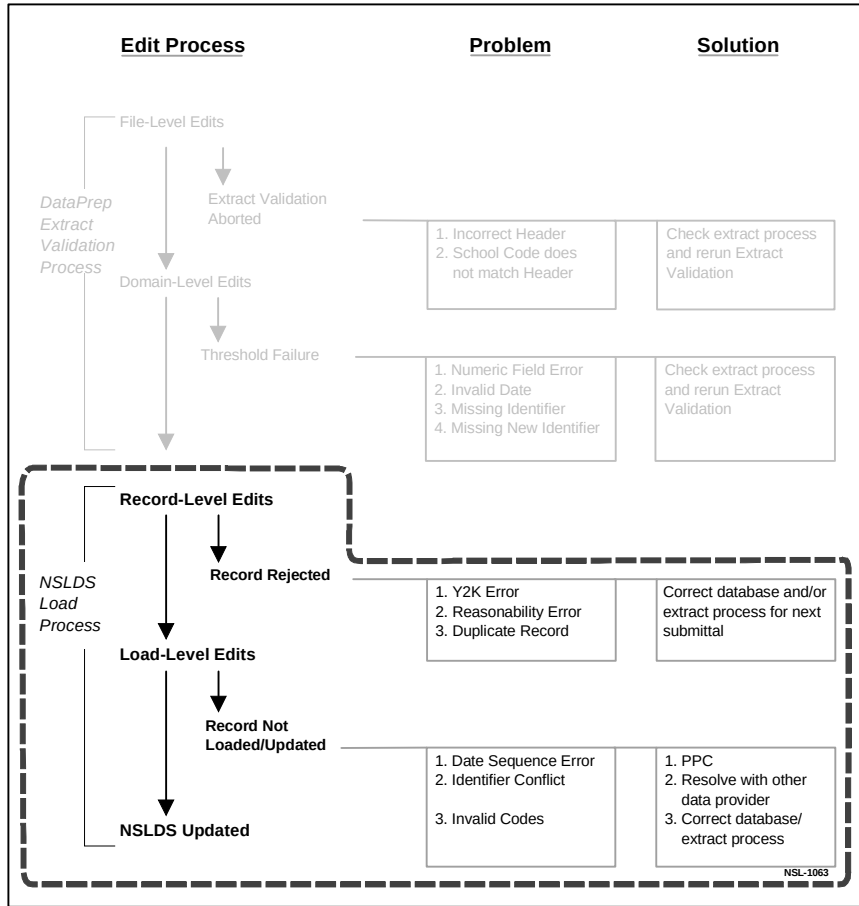 Edit Process
Problem
Solution
File-Level Edits
DataPrep
Extract
Validation
Process
Extract Validation
Aborted
1. Incorrect Header
2. School Code does
not match Header
Check extract process
and rerun Extract
Validation
Domain-Level Edits
Threshold Failure
1. Numeric Field Error
2. Invalid Date
3. Missing Identifier
4. Missing New Identifier
Check extract process
and rerun Extract
Validation
Record-Level Edits
NSLDS
Load
Process
Record Rejected
1. Y2K Error
2. Reasonability Error
3. Duplicate Record
Correct database and/or
extract process for next
submittal
Load-Level Edits
Record Not
Loaded/Updated
1. Date Sequence Error
2. Identifier Conflict
3. Invalid Codes
1. PPC
2. Resolve with other
data provider
3. Correct database/
extract process
NSLDS Updated
NSL-1063